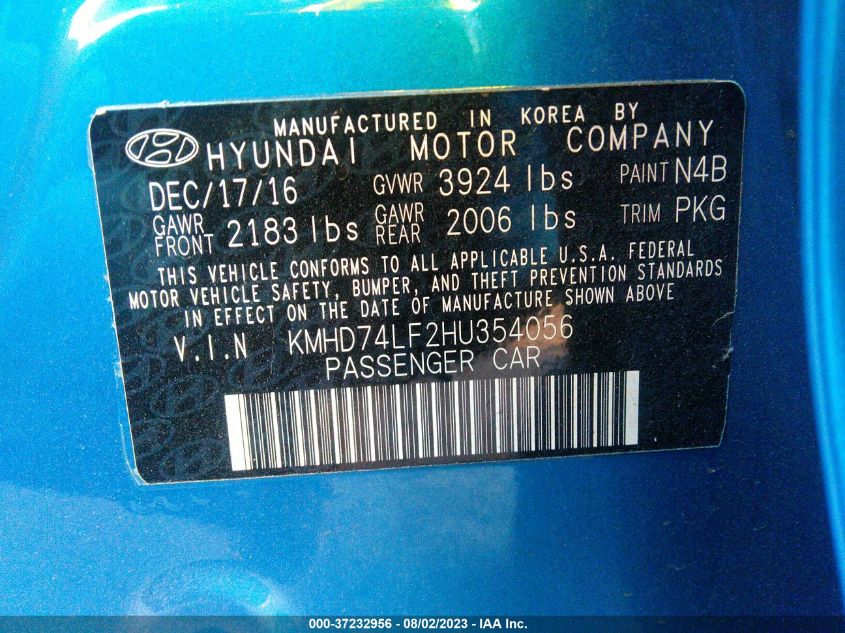 MANUFACTURED IN KOREA BY
HYUNDAI MOTOR COMPANY
DEC/17/16 GVWR 3924 lbs PAINT N4B
GAWR FRONT 2183 lbs GAWR REAR 2006 lbs TRIM PKG
THIS VEHICLE CONFORMS TO ALL APPLICABLE U.S.A. FEDERAL
MOTOR VEHICLE SAFETY, BUMPER, AND THEFT PREVENTION STANDARDS
IN EFFECT ON THE DATE OF MANUFACTURE SHOWN ABOVE
V.I.N KMHD74LF2HU354056
PASSENGER CAR
000-37232956 - 08/02/2023 - IAA Inc.